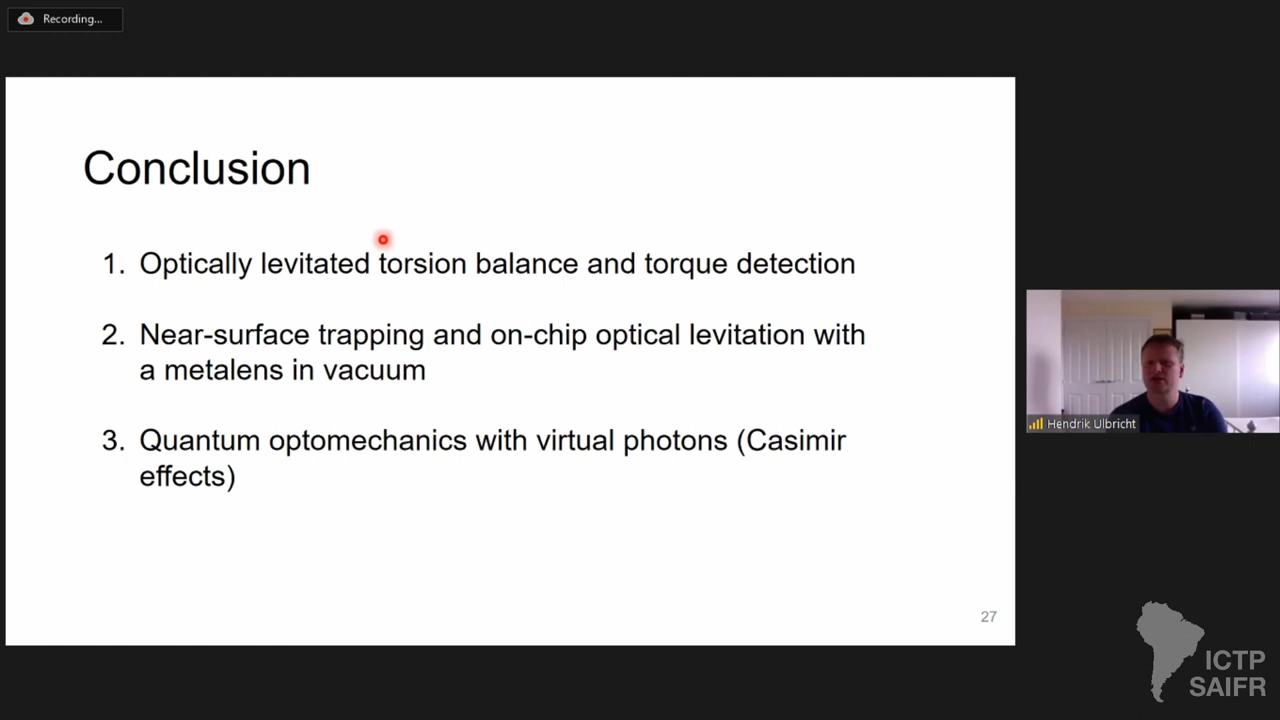 Recording...
Conclusion
1. Optically levitated torsion balance and torque detection
2. Near-surface trapping and on-chip optical levitation with
a metalens in vacuum
3. Quantum optomechanics with virtual photons (Casimir
effects)
27
Hendrik Ulbricht
ICTP
SAIFR